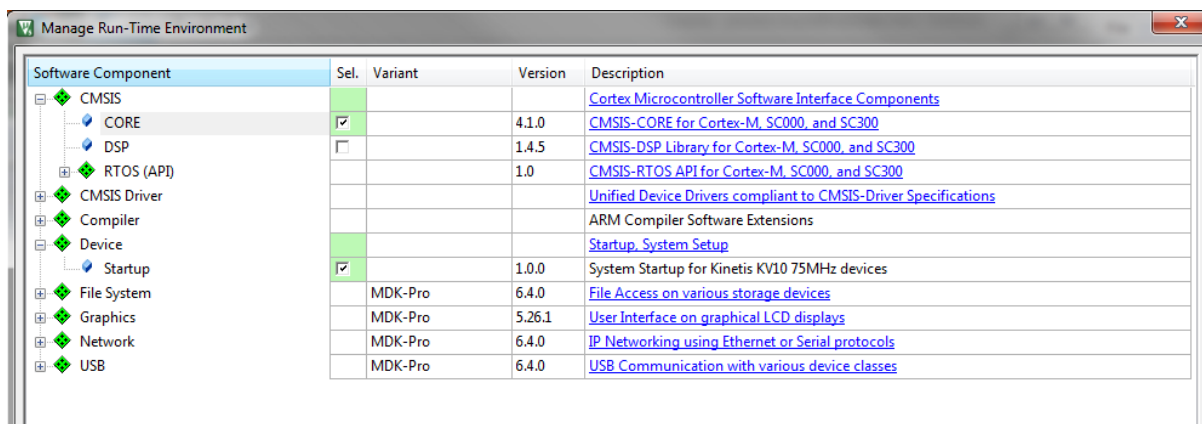 Manage Run-Time Environment
Software Component Sel. Variant Version Description
CMSIS Cortex Microcontroller Software Interface Components
CORE 4.1.0 CMSIS-CORE for Cortex-M, SC000, and SC300
DSP 1.4.5 CMSIS-DSP Library for Cortex-M, SC000, and SC300
RTOS (API) 1.0 CMSIS-RTOS API for Cortex-M, SC000, and SC300
CMSIS Driver Unified Device Drivers compliant to CMSIS-Driver Specifications
Compiler ARM Compiler Software Extensions
Device Startup, System Setup
Startup 1.0.0 System Startup for Kinetis KV10 75MHz devices
File System MDK-Pro 6.4.0 File Access on various storage devices
Graphics MDK-Pro 5.26.1 User Interface on graphical LCD displays
Network MDK-Pro 6.4.0 IP Networking using Ethernet or Serial protocols
USB MDK-Pro 6.4.0 USB Communication with various device classes